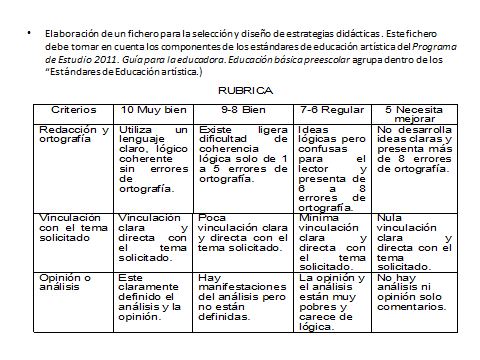 • Elaboración de un fichero para la selección y diseño de estrategias didácticas. Este fichero
debe tomar en cuenta los componentes de los estándares de educación artística del Programa
de Estudio 2011. Guía para la educadora. Educación básica preescolar agrupa dentro de los
"Estándares de Educación artística.)
RUBRICA
Criterios 10 Muy bien 9-8 Bien 7-6 Regular 5 Necesita
mejorar
Redacción y
ortografía
Utiliza un
lenguaje
claro, lógico
coherente
sin errores
de
ortografía.
Existe ligera
dificultad de
coherencia
lógica solo de 1
a 5 errores de
ortografía.
Ideas
lógicas pero
confusas
para el
lector y
presenta de
6 a 8
errores de
ortografía.
No desarrolla
ideas claras y
presenta más
de 8 errores
de ortografía.
Vinculación
con el tema
solicitado
Vinculación
clara y
directa con
el tema
solicitado.
Poca
vinculación clara
y directa con el
tema solicitado.
Mínima
vinculación
clara y
directa con
el tema
solicitado.
Nula
vinculación
clara y
directa con el
tema
solicitado.
Opinión o
análisis
Este
claramente
definido el
análisis y la
opinión.
Hay
manifestaciones
del análisis pero
no están
definidas.
La opinión y
el análisis
están muy
pobres y
carece de
lógica.
No hay
análisis ni
opinión solo
comentarios.